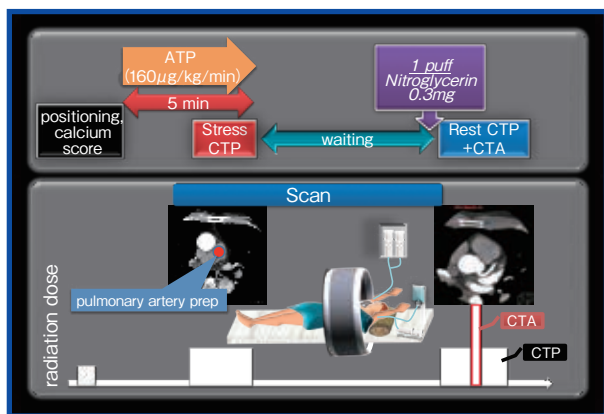 ATP
(160μg/kg/min)
5 min
positioning,
calcium
score
Stress
CTP
waiting
1 puff
Nitroglycerin
0.3mg
Rest CTP
+CTA
Scan
pulmonary artery prep
radiation dose
CTA
CTP